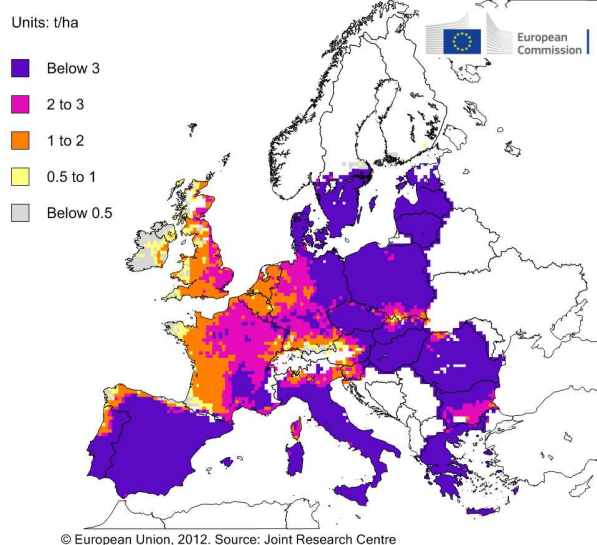 Units: t/ha
European
Commission
Below 3
2 to 3
1 to 2
0.5 to 1
Below 0.5
© European Union, 2012. Source: Joint Research Centre